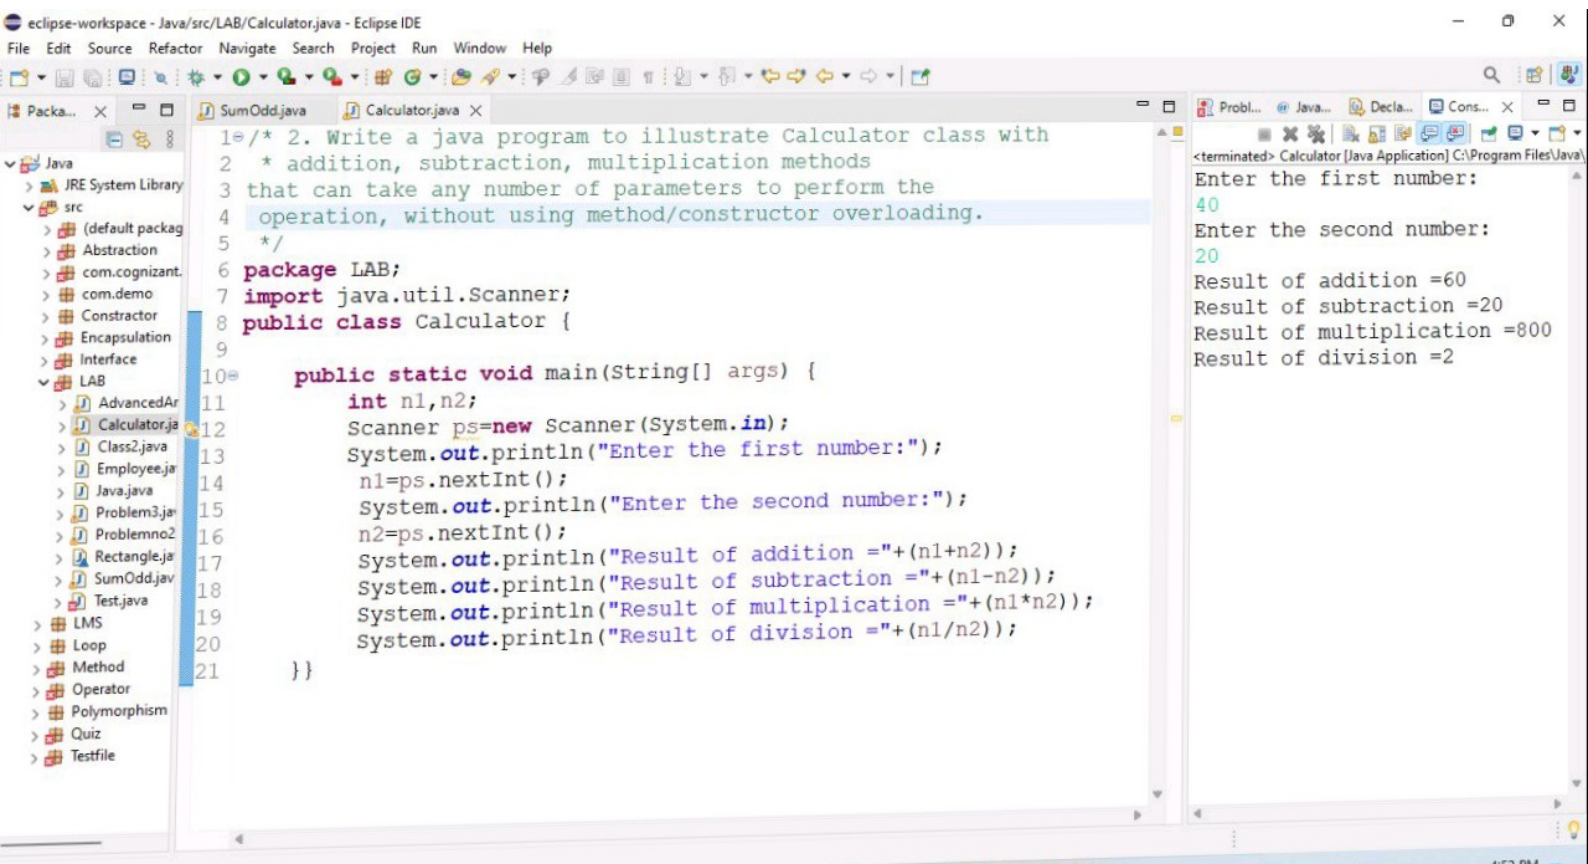 eclipse-workspace - Java/src/LAB/Calculator.java - Eclipse IDE
File Edit Source Refactor Navigate Search Project Run Window Help
Packa...
Java
JRE System Library
src
(default packag
Abstraction
com.cognizant.
com.demo
Constractor
Encapsulation
Interface
LAB
AdvancedAr
Calculator.ja
Class2.java
Employee.ja
Java.java
Problem3.ja
Problemno2
Rectangle.ja
SumOdd.jav
Test.java
LMS
Loop
Method
Operator
Polymorphism
Quiz
Testfile
SumOdd.java Calculator.java
1 /* 2. Write a java program to illustrate Calculator class with
2 * addition, subtraction, multiplication methods
3 that can take any number of parameters to perform the
4 operation, without using method/constructor overloading.
5 */
6 package LAB;
7 import java.util.Scanner;
8 public class Calculator {
9
10 public static void main(String[] args) {
11 int n1,n2;
12 Scanner ps=new Scanner(System.in);
13 System.out.println("Enter the first number:");
14 n1=ps.nextInt();
15 System.out.println("Enter the second number:");
16 n2=ps.nextInt();
17 System.out.println("Result of addition ="+(n1+n2));
18 System.out.println("Result of subtraction ="+(n1-n2));
19 System.out.println("Result of multiplication ="+(n1*n2));
20 System.out.println("Result of division ="+(n1/n2));
21 }}
Probl... Java... Decla... Cons...
<terminated> Calculator [Java Application] C:\Program Files\Java\
Enter the first number:
40
Enter the second number:
20
Result of addition =60
Result of subtraction =20
Result of multiplication =800
Result of division =2